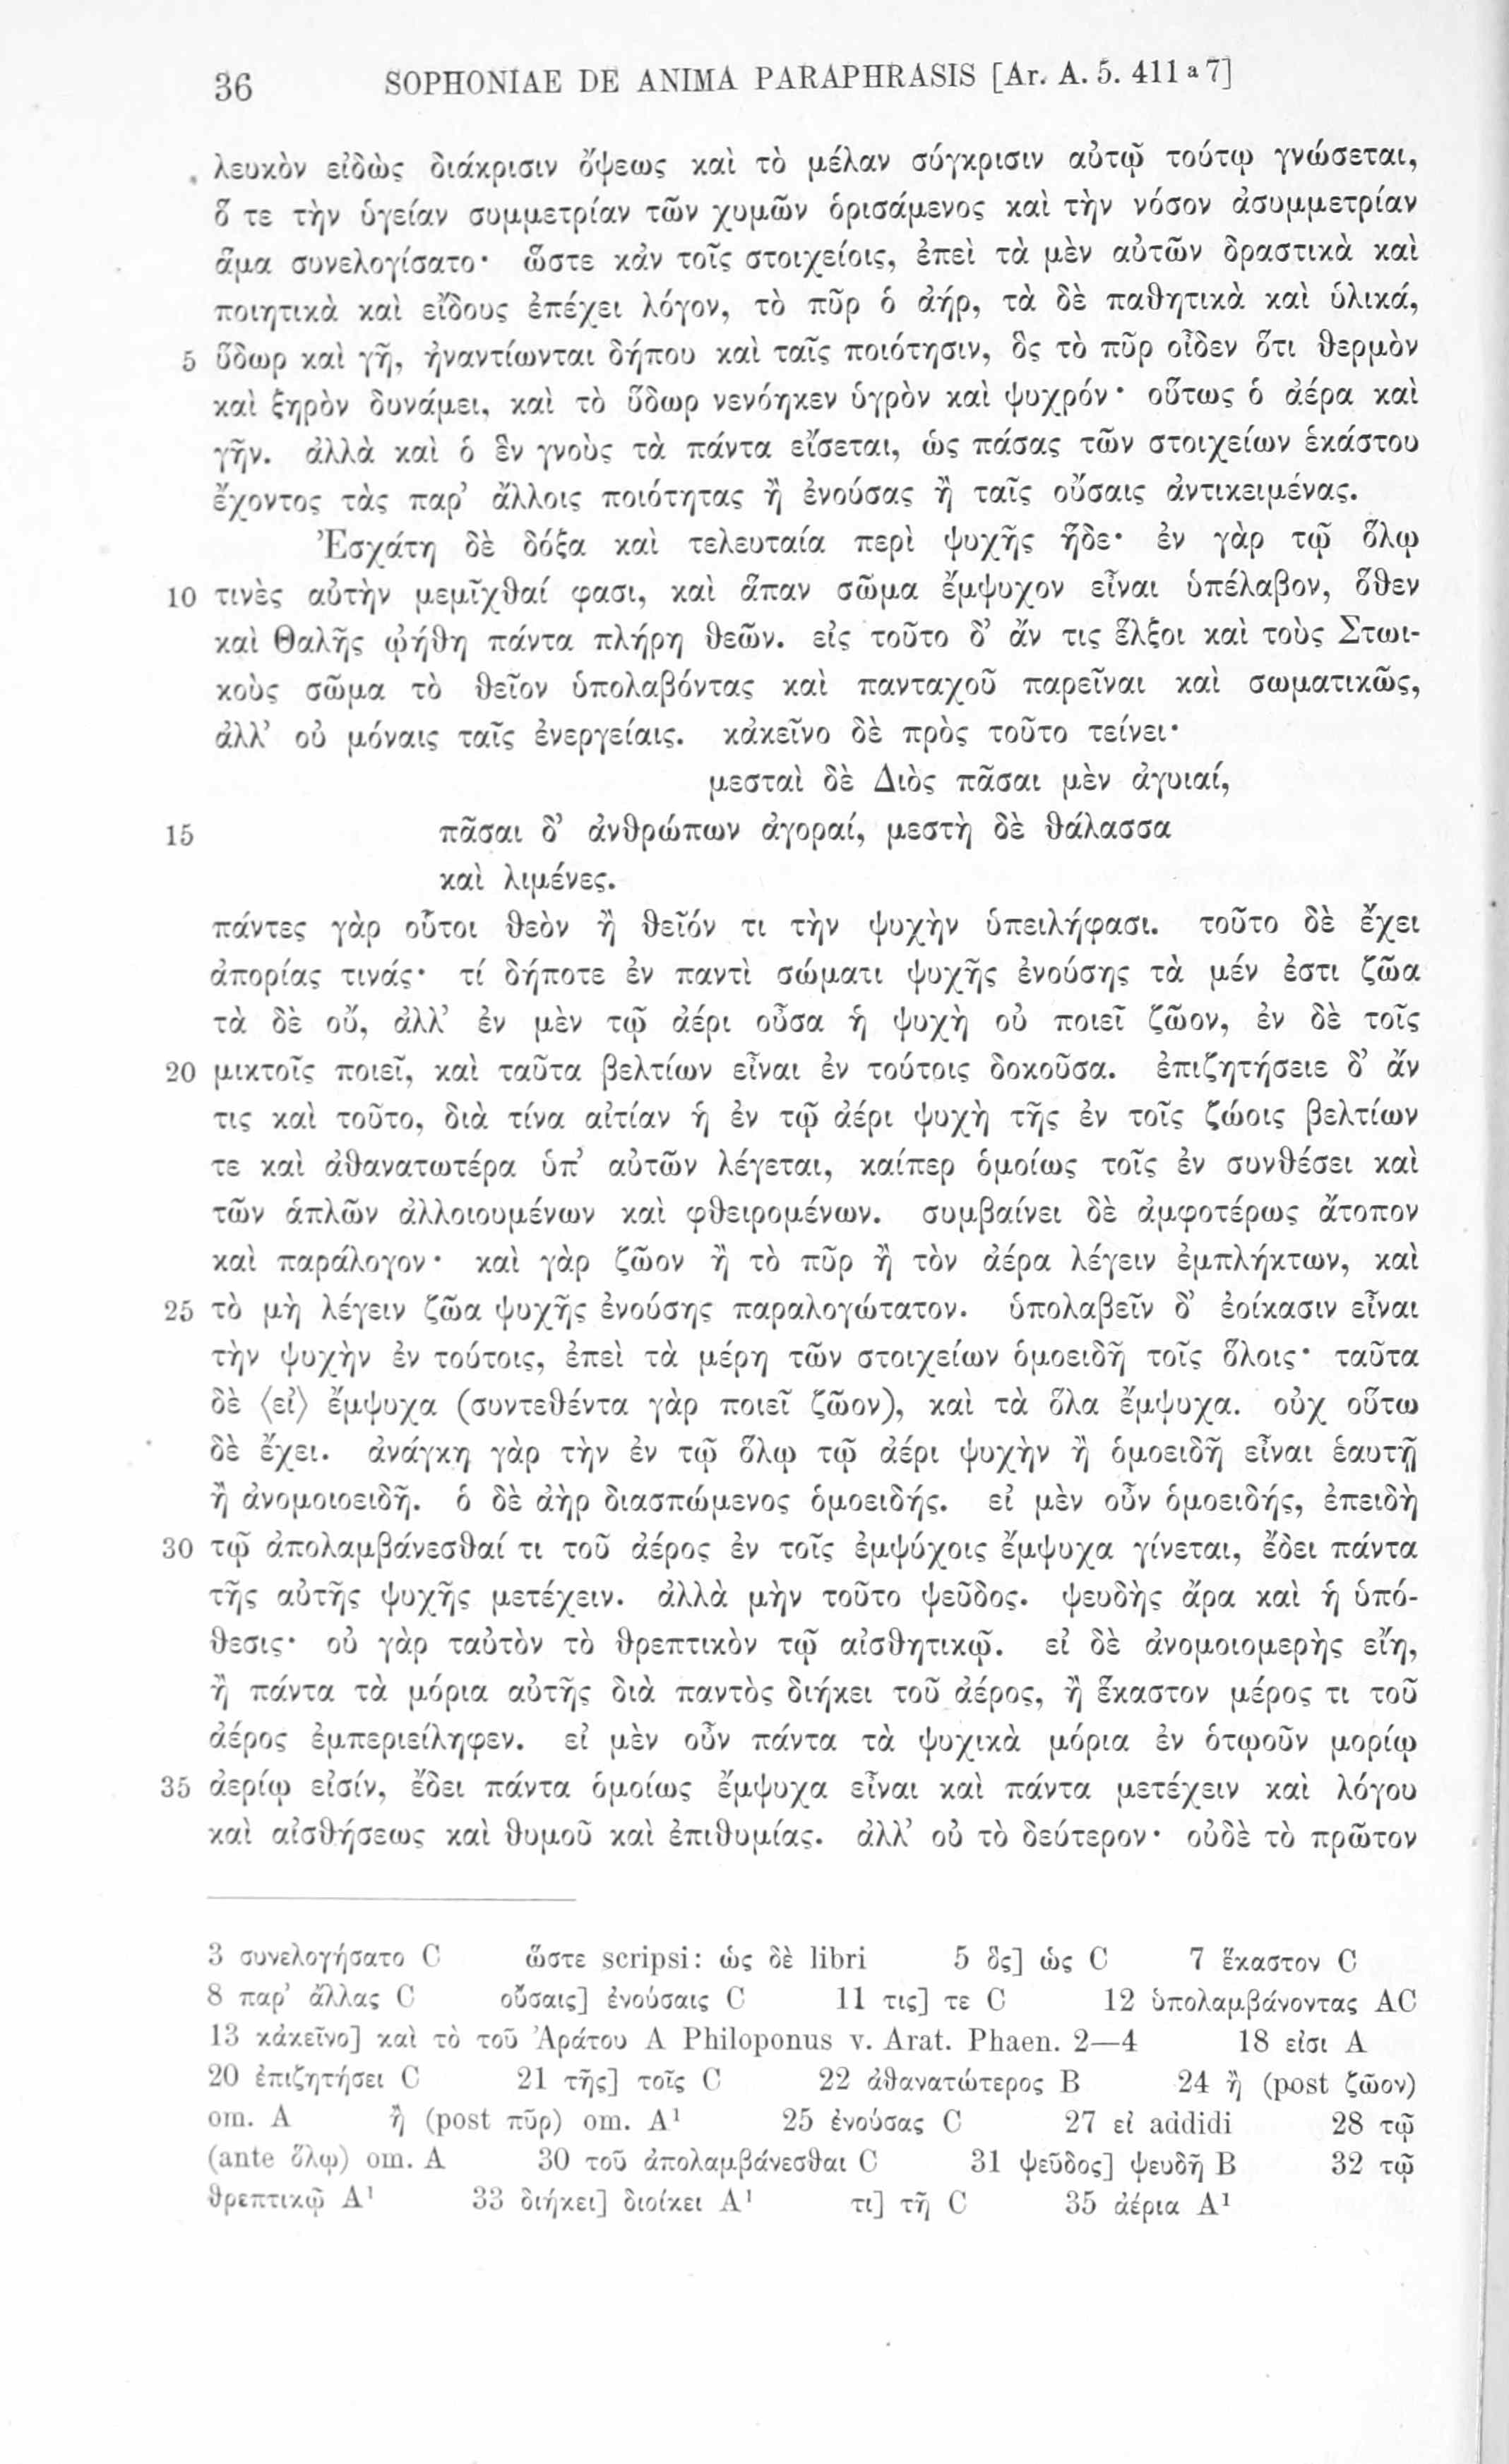 36 SOPHONIAE DE ANIMA PARAPHRASIS [Ar. A. 5. 411 a 7]
λευκὸν εἰδὼς διάκρισιν ὄψεως καὶ τὸ μέλαν σύγκρισιν αὐτῷ τούτῳ γνώσεται,
ὅ τε τὴν ὑγείαν συμμετρίαν τῶν χυμῶν ὁρισάμενος καὶ τὴν νόσον ἀσυμμετρίαν
ἅμα συνελογίσατο· ὥστε κἀν τοῖς στοιχείοις, ἐπεὶ τὰ μὲν αὐτῶν δραστικὰ καὶ
ποιητικὰ καὶ εἴδους ἐπέχει λόγον, τὸ πῦρ ὁ ἀήρ, τὰ δὲ παθητικὰ καὶ ὑλικά,
5 ὕδωρ καὶ γῆ, ἠναντίωνται δήπου καὶ ταῖς ποιότησιν, ὃς τὸ πῦρ οἶδεν ὅτι θερμὸν
καὶ ξηρὸν δυνάμει, καὶ τὸ ὕδωρ νενόηκεν ὑγρὸν καὶ ψυχρόν· οὕτως ὁ ἀέρα καὶ
γῆν. ἀλλὰ καὶ ὁ ἓν γνοὺς τὰ πάντα εἴσεται, ὡς πάσας τῶν στοιχείων ἑκάστου
ἔχοντος τὰς παρ’ ἄλλοις ποιότητας ἢ ἐνούσας ἢ ταῖς οὔσαις ἀντικειμένας.
Ἐσχάτη δὲ δόξα καὶ τελευταία περὶ ψυχῆς ἥδε· ἐν γὰρ τῷ ὅλῳ
10 τινὲς αὐτὴν μεμῖχθαί φασι, καὶ ἅπαν σῶμα ἔμψυχον εἶναι ὑπέλαβον, ὅθεν
καὶ Θαλῆς ᾠήθη πάντα πλήρη θεῶν. εἰς τοῦτο δ’ ἄν τις ἕλξοι καὶ τοὺς Στωι-
κοὺς σῶμα τὸ θεῖον ὑπολαβόντας καὶ πανταχοῦ παρεῖναι καὶ σωματικῶς,
ἀλλ’ οὐ μόναις ταῖς ἐνεργείαις. κἀκεῖνο δὲ πρὸς τοῦτο τείνει·
μεσταὶ δὲ Διὸς πᾶσαι μὲν ἀγυιαί,
15 πᾶσαι δ’ ἀνθρώπων ἀγοραί, μεστὴ δὲ θάλασσα
καὶ λιμένες.
πάντες γὰρ οὗτοι θεὸν ἢ θεῖόν τι τὴν ψυχὴν ὑπειλήφασι. τοῦτο δὲ ἔχει
ἀπορίας τινάς· τί δήποτε ἐν παντὶ σώματι ψυχῆς ἐνούσης τὰ μέν ἐστι ζῶα
τὰ δὲ οὔ, ἀλλ’ ἐν μὲν τῷ ἀέρι οὖσα ἡ ψυχὴ οὐ ποιεῖ ζῶον, ἐν δὲ τοῖς
20 μικτοῖς ποιεῖ, καὶ ταῦτα βελτίων εἶναι ἐν τούτοις δοκοῦσα. ἐπιζητήσειε δ’ ἄν
τις καὶ τοῦτο, διὰ τίνα αἰτίαν ἡ ἐν τῷ ἀέρι ψυχὴ τῆς ἐν τοῖς ζώοις βελτίων
τε καὶ ἀθανατωτέρα ὑπ’ αὐτῶν λέγεται, καίπερ ὁμοίως τοῖς ἐν συνθέσει καὶ
τῶν ἁπλῶν ἀλλοιουμένων καὶ φθειρομένων. συμβαίνει δὲ ἀμφοτέρως ἄτοπον
καὶ παράλογον· καὶ γὰρ ζῶον ἢ τὸ πῦρ ἢ τὸν ἀέρα λέγειν ἐμπλήκτων, καὶ
25 τὸ μὴ λέγειν ζῶα ψυχῆς ἐνούσης παραλογώτατον. ὑπολαβεῖν δ’ ἐοίκασιν εἶναι
τὴν ψυχὴν ἐν τούτοις, ἐπεὶ τὰ μέρη τῶν στοιχείων ὁμοειδῆ τοῖς ὅλοις· ταῦτα
δὲ ⟨εἰ⟩ ἔμψυχα (συντεθέντα γὰρ ποιεῖ ζῶον), καὶ τὰ ὅλα ἔμψυχα. οὐχ οὕτω
δὲ ἔχει. ἀνάγκη γὰρ τὴν ἐν τῷ ὅλῳ τῷ ἀέρι ψυχὴν ἢ ὁμοειδῆ εἶναι ἑαυτῇ
ἢ ἀνομοιοειδῆ. ὁ δὲ ἀὴρ διασπώμενος ὁμοειδής. εἰ μὲν οὖν ὁμοειδής, ἐπειδὴ
30 τῷ ἀπολαμβάνεσθαί τι τοῦ ἀέρος ἐν τοῖς ἐμψύχοις ἔμψυχα γίνεται, ἔδει πάντα
τῆς αὐτῆς ψυχῆς μετέχειν. ἀλλὰ μὴν τοῦτο ψεῦδος. ψευδὴς ἄρα καὶ ἡ ὑπό-
θεσις· οὐ γὰρ ταὐτὸν τὸ θρεπτικὸν τῷ αἰσθητικῷ. εἰ δὲ ἀνομοιομερὴς εἴη,
ἢ πάντα τὰ μόρια αὐτῆς διὰ παντὸς διήκει τοῦ ἀέρος, ἢ ἕκαστον μέρος τι τοῦ
ἀέρος ἐμπεριείληφεν. εἰ μὲν οὖν πάντα τὰ ψυχικὰ μόρια ἐν ὁτῳοῦν μορίῳ
35 ἀερίῳ εἰσίν, ἔδει πάντα ὁμοίως ἔμψυχα εἶναι καὶ πάντα μετέχειν καὶ λόγου
καὶ αἰσθήσεως καὶ θυμοῦ καὶ ἐπιθυμίας. ἀλλ’ οὐ τὸ δεύτερον· οὐδὲ τὸ πρῶτον
3 συνελογήσατο C ὥστε scripsi: ὡς δὲ libri 5 ὃς] ὡς C 7 ἕκαστον C
8 παρ’ ἄλλας C οὔσαις] ἐνούσαις C 11 τις] τε C 12 ὑπολαμβάνοντας AC
13 κἀκεῖνο] καὶ τὸ τοῦ Ἀράτου A Philoponus v. Arat. Phaen. 2—4 18 εἰσι A
20 ἐπιζητήσει C 21 τῆς] τοῖς C 22 ἀθανατώτερος B 24 ἢ (post ζῶον)
om. A ἢ (post πῦρ) om. A¹ 25 ἐνούσας C 27 εἰ addidi 28 τῷ
(ante ὅλῳ) om. A 30 τοῦ ἀπολαμβάνεσθαι C 31 ψεῦδος] ψευδῆ B 32 τῷ
θρεπτικῷ A¹ 33 διήκει] διοίκει A¹ τι] τῇ C 35 ἀέρια A¹